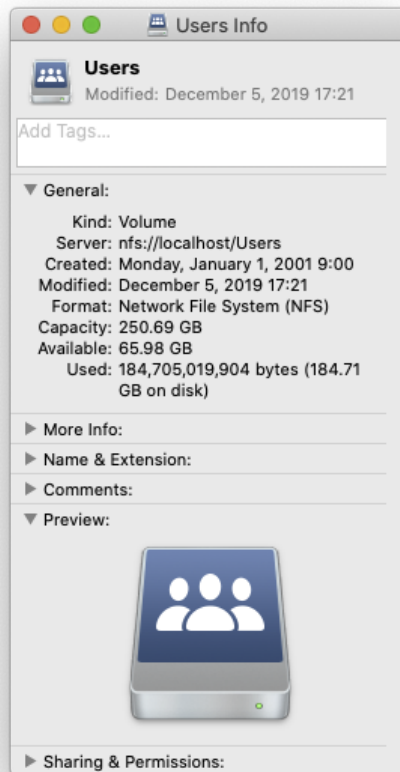 Users Info
Users
Modified: December 5, 2019 17:21
Add Tags...
General:
Kind: Volume
Server: nfs://localhost/Users
Created: Monday, January 1, 2001 9:00
Modified: December 5, 2019 17:21
Format: Network File System (NFS)
Capacity: 250.69 GB
Available: 65.98 GB
Used: 184,705,019,904 bytes (184.71
GB on disk)
More Info:
Name & Extension:
Comments:
Preview:
Sharing & Permissions: